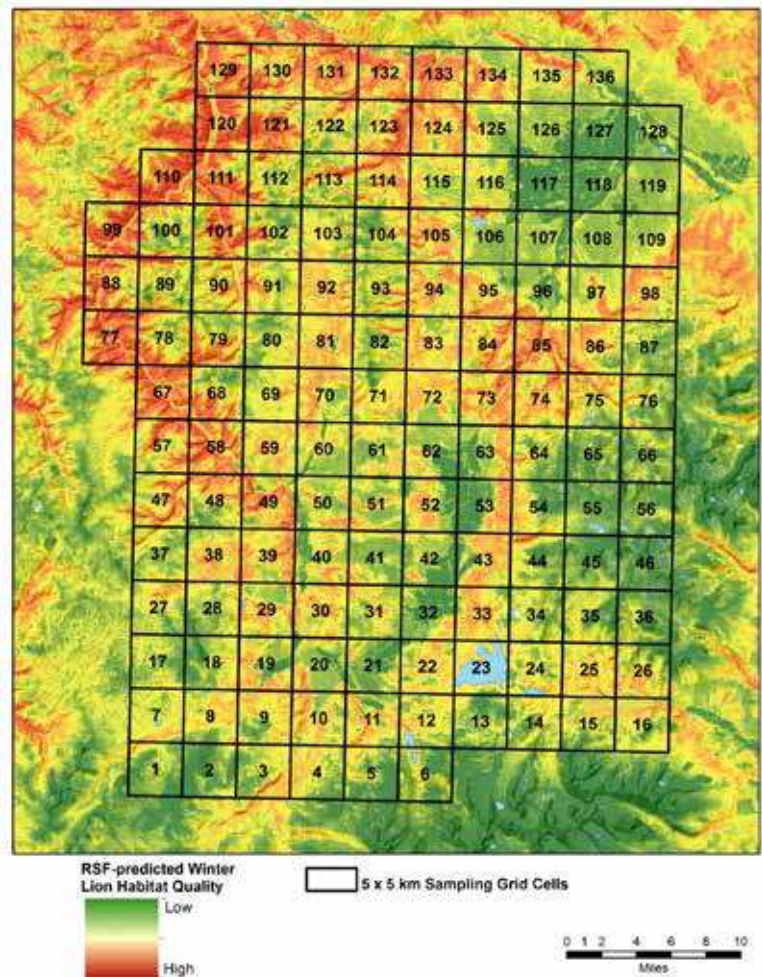 129 130 131 132 133 134 135 136
120 121 122 123 124 125 126 127 128
110 111 112 113 114 115 116 117 118 119
99 100 101 102 103 104 105 106 107 108 109
88 89 90 91 92 93 94 95 96 97 98
77 78 79 80 81 82 83 84 85 86 87
67 68 69 70 71 72 73 74 75 76
57 58 59 60 61 62 63 64 65 66
47 48 49 50 51 52 53 54 55 56
37 38 39 40 41 42 43 44 45 46
27 28 29 30 31 32 33 34 35 36
17 18 19 20 21 22 23 24 25 26
7 8 9 10 11 12 13 14 15 16
1 2 3 4 5 6
RSF-predicted Winter
Lion Habitat Quality
Low
High
5 x 5 km Sampling Grid Cells
0 1 2 4 6 8 10
Miles